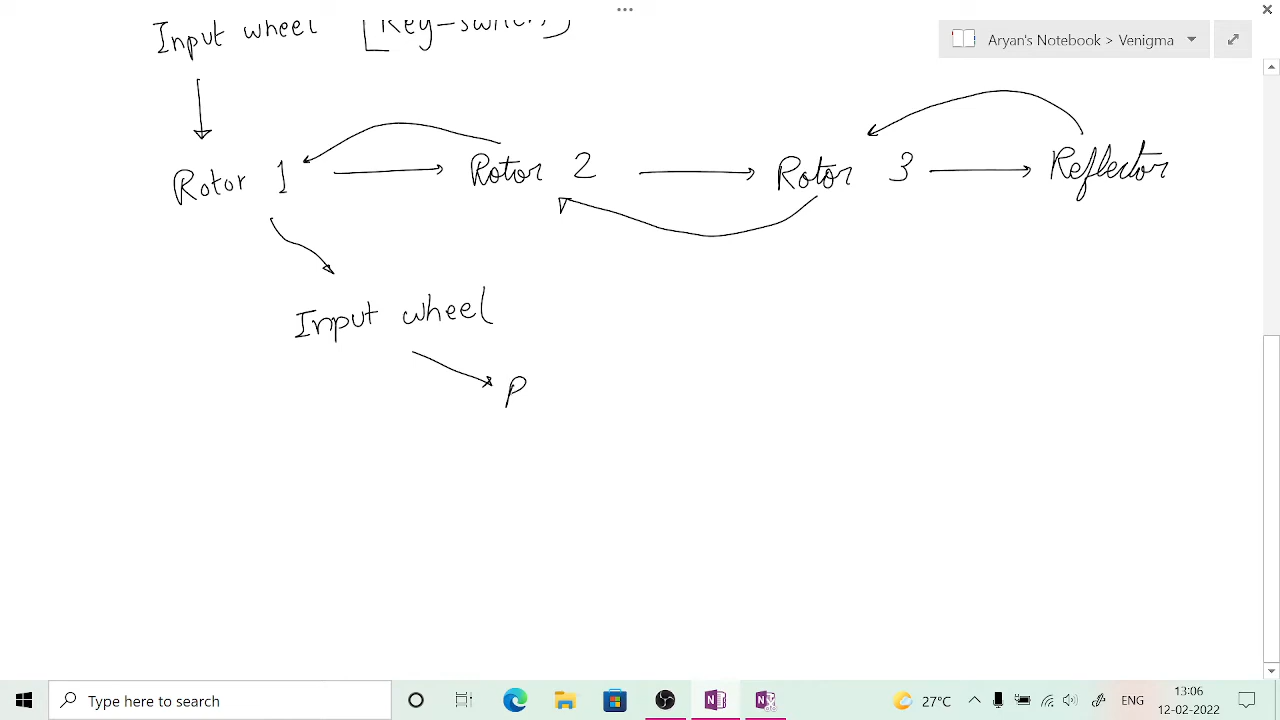 Input wheel [Key-switch]
Aryan's Notebook > Venigma
Rotor 1 Rotor 2 Rotor 3 Reflector
Input wheel
P
Type here to search
27°C
ENG
13:06
12-02-2022